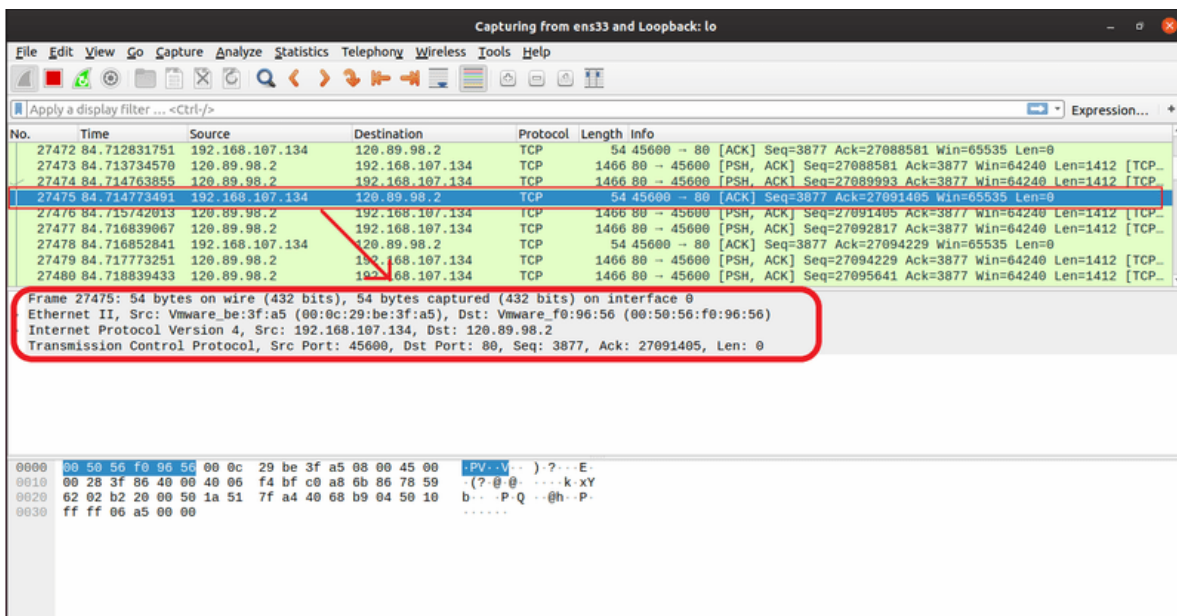 Capturing from ens33 and Loopback: lo
File Edit View Go Capture Analyze Statistics Telephony Wireless Tools Help
Apply a display filter ... <Ctrl-/> Expression... +
No. Time Source Destination Protocol Length Info
27472 84.712831751 192.168.107.134 120.89.98.2 TCP 54 45600 → 80 [ACK] Seq=3877 Ack=27088581 Win=65535 Len=0
27473 84.713734570 120.89.98.2 192.168.107.134 TCP 1466 80 → 45600 [PSH, ACK] Seq=27088581 Ack=3877 Win=64240 Len=1412 [TCP…
27474 84.714763855 120.89.98.2 192.168.107.134 TCP 1466 80 → 45600 [PSH, ACK] Seq=27089993 Ack=3877 Win=64240 Len=1412 [TCP…
27475 84.714773491 192.168.107.134 120.89.98.2 TCP 54 45600 → 80 [ACK] Seq=3877 Ack=27091405 Win=65535 Len=0
27476 84.715742013 120.89.98.2 192.168.107.134 TCP 1466 80 → 45600 [PSH, ACK] Seq=27091405 Ack=3877 Win=64240 Len=1412 [TCP…
27477 84.716839067 120.89.98.2 192.168.107.134 TCP 1466 80 → 45600 [PSH, ACK] Seq=27092817 Ack=3877 Win=64240 Len=1412 [TCP…
27478 84.716852841 192.168.107.134 120.89.98.2 TCP 54 45600 → 80 [ACK] Seq=3877 Ack=27094229 Win=65535 Len=0
27479 84.717773251 120.89.98.2 192.168.107.134 TCP 1466 80 → 45600 [PSH, ACK] Seq=27094229 Ack=3877 Win=64240 Len=1412 [TCP…
27480 84.718839433 120.89.98.2 192.168.107.134 TCP 1466 80 → 45600 [PSH, ACK] Seq=27095641 Ack=3877 Win=64240 Len=1412 [TCP…
Frame 27475: 54 bytes on wire (432 bits), 54 bytes captured (432 bits) on interface 0
Ethernet II, Src: Vmware_be:3f:a5 (00:0c:29:be:3f:a5), Dst: Vmware_f0:96:56 (00:50:56:f0:96:56)
Internet Protocol Version 4, Src: 192.168.107.134, Dst: 120.89.98.2
Transmission Control Protocol, Src Port: 45600, Dst Port: 80, Seq: 3877, Ack: 27091405, Len: 0
0000 00 50 56 f0 96 56 00 0c 29 be 3f a5 08 00 45 00 ·PV··V·· )·?···E·
0010 00 28 3f 86 40 00 40 06 f4 bf c0 a8 6b 86 78 59 ·(?·@·@· ····k·xY
0020 62 02 b2 20 00 50 1a 51 7f a4 40 68 b9 04 50 10 b·· ·P·Q ··@h··P·
0030 ff ff 06 a5 00 00 ······